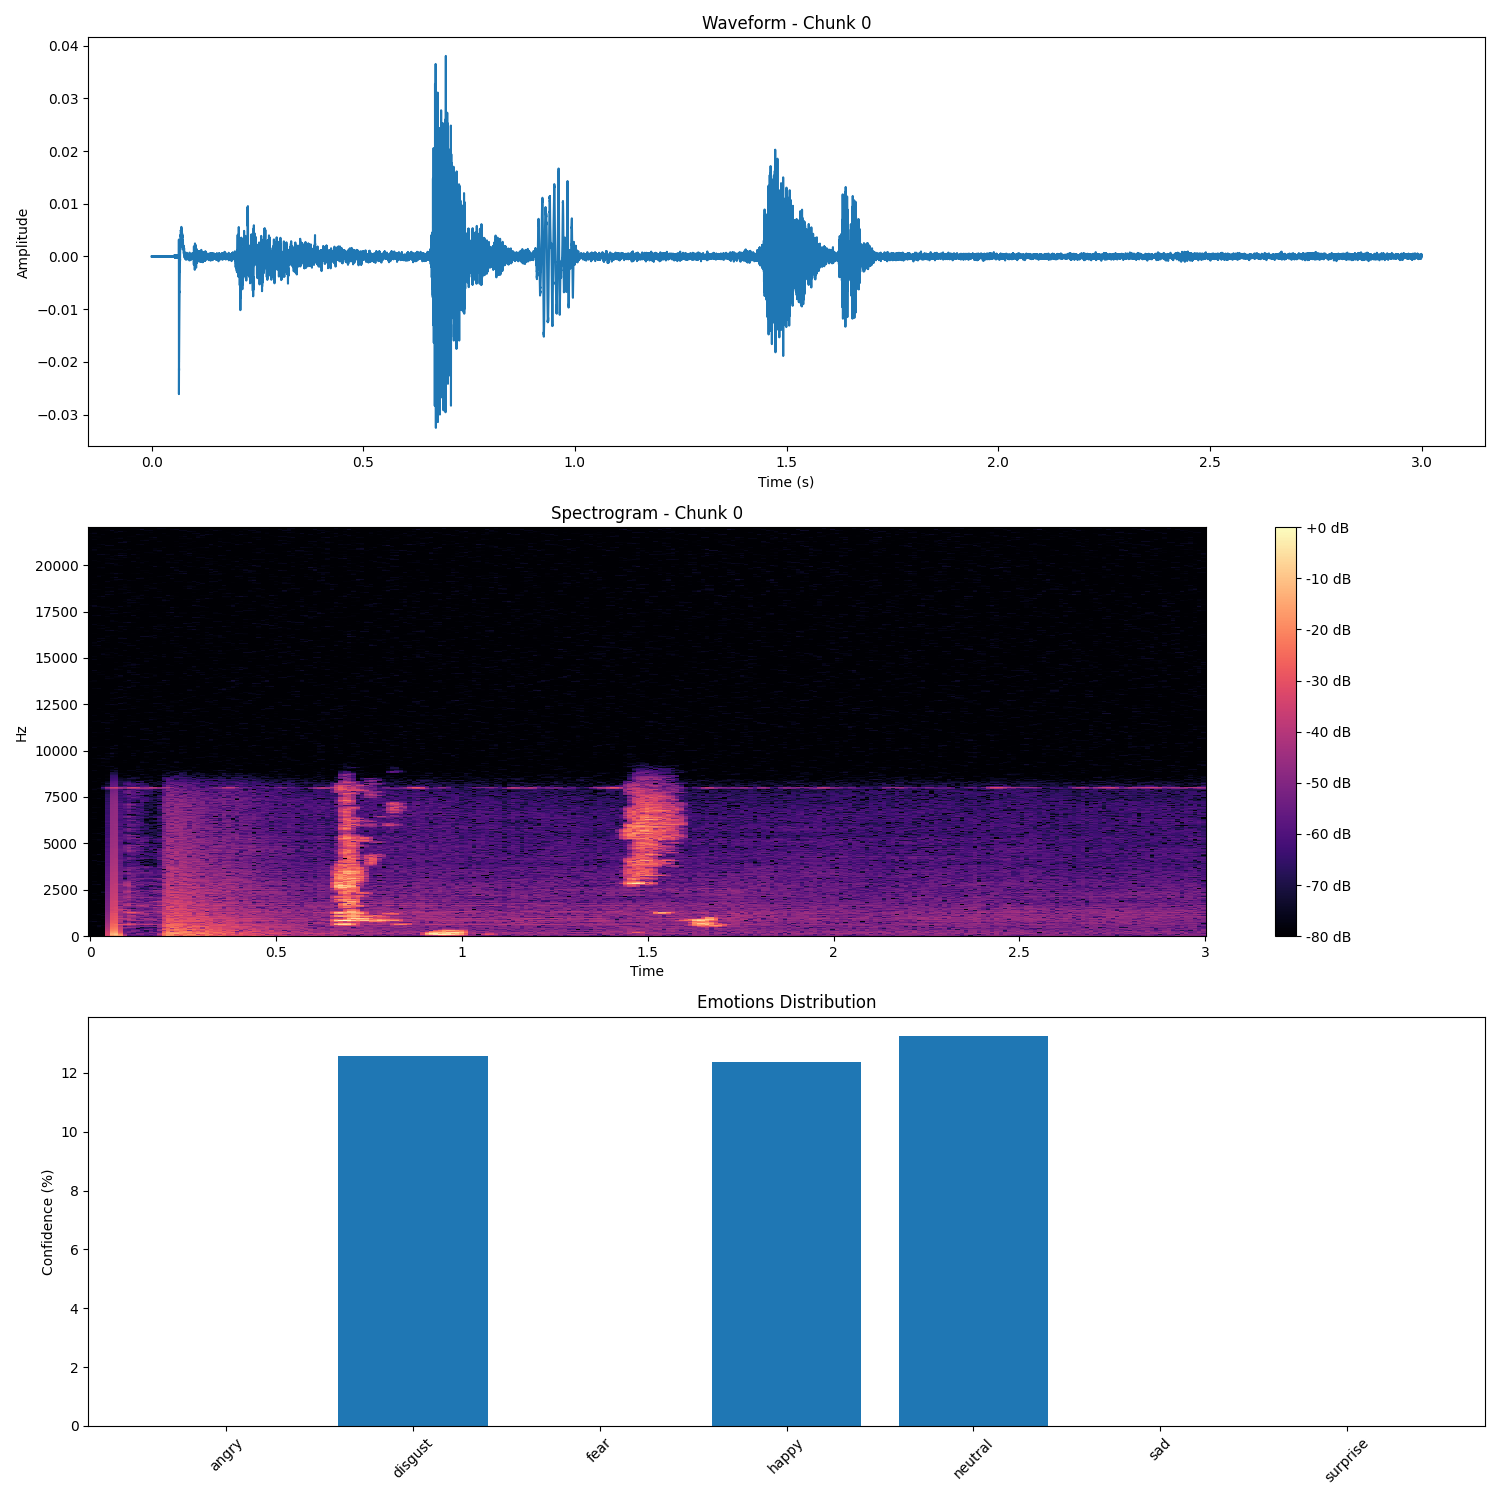 Waveform - Chunk 0
0.04
0.03
0.02
0.01
0.00
−0.01
−0.02
−0.03
Amplitude
0.0 0.5 1.0 1.5 2.0 2.5 3.0
Time (s)
Spectrogram - Chunk 0
20000
17500
15000
12500
10000
7500
5000
2500
0
Hz
0 0.5 1 1.5 2 2.5 3
Time
+0 dB
-10 dB
-20 dB
-30 dB
-40 dB
-50 dB
-60 dB
-70 dB
-80 dB
Emotions Distribution
12
10
8
6
4
2
0
Confidence (%)
angry disgust fear happy neutral sad surprise